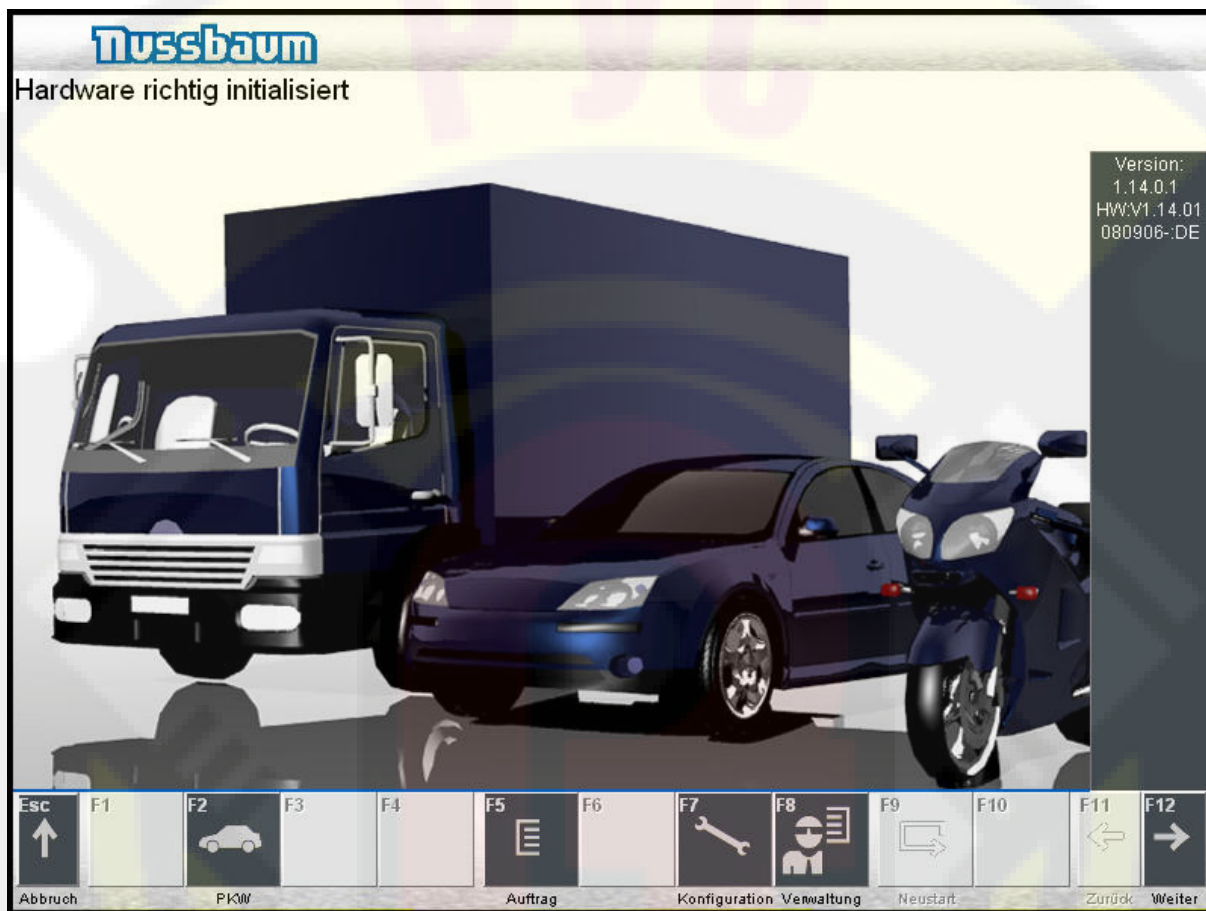 Nussbaum
Hardware richtig initialisiert
Version:
1.14.0.1
HW:V1.14.01
080906-:DE
Esc F1 F2 F3 F4 F5 F6 F7 F8 F9 F10 F11 F12
Abbruch PKW Auftrag Konfiguration Verwaltung Neustart Zurück Weiter